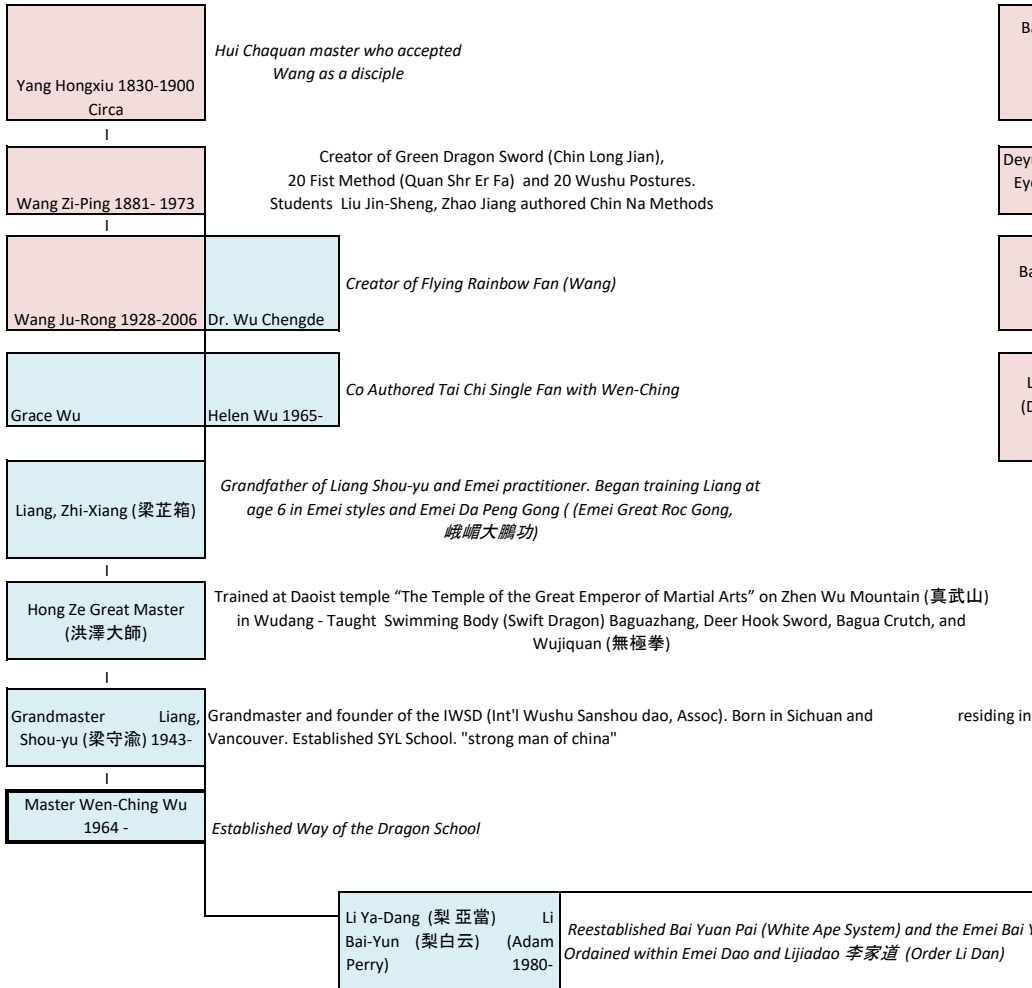 Yang Hongxiu 1830-1900
Circa
Hui Chaquan master who accepted
Wang as a disciple
I
Wang Zi-Ping 1881- 1973
Creator of Green Dragon Sword (Chin Long Jian),
20 Fist Method (Quan Shr Er Fa) and 20 Wushu Postures.
Students Liu Jin-Sheng, Zhao Jiang authored Chin Na Methods
I
Wang Ju-Rong 1928-2006
Dr. Wu Chengde
Creator of Flying Rainbow Fan (Wang)
Grace Wu
Helen Wu 1965-
Co Authored Tai Chi Single Fan with Wen-Ching
Liang, Zhi-Xiang (梁芷箱)
Grandfather of Liang Shou-yu and Emei practitioner. Began training Liang at
age 6 in Emei styles and Emei Da Peng Gong ( (Emei Great Roc Gong,
峨嵋大鵬功)
I
Hong Ze Great Master
(洪澤大師)
Trained at Daoist temple “The Temple of the Great Emperor of Martial Arts” on Zhen Wu Mountain (真武山)
in Wudang - Taught Swimming Body (Swift Dragon) Baguazhang, Deer Hook Sword, Bagua Crutch, and
Wujiquan (無極拳)
I
Grandmaster Liang,
Shou-yu (梁守渝) 1943-
Grandmaster and founder of the IWSD (Int'l Wushu Sanshou dao, Assoc). Born in Sichuan and residing in
Vancouver. Established SYL School. "strong man of china"
I
Master Wen-Ching Wu
1964 -
Established Way of the Dragon School
Li Ya-Dang (梨 亞當) Li
Bai-Yun (梨白云) (Adam
Perry) 1980-
Reestablished Bai Yuan Pai (White Ape System) and the Emei Bai Y
Ordained within Emei Dao and Lijiadao 李家道 (Order Li Dan)
Ba
Dey
Eye
Ba
L
(D